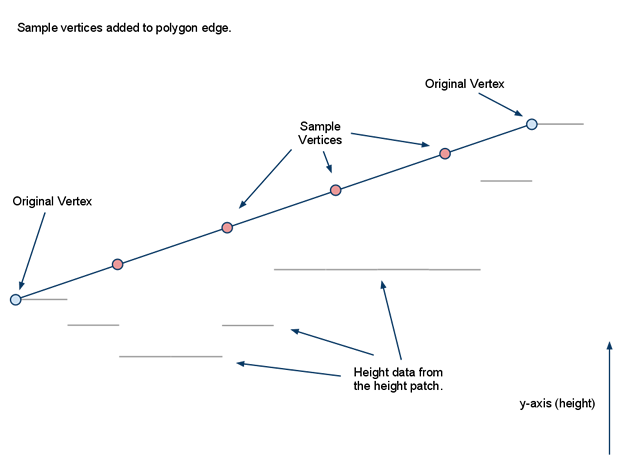 Sample vertices added to polygon edge.
Original Vertex
Sample
Vertices
Original Vertex
Height data from
the height patch.
y-axis (height)